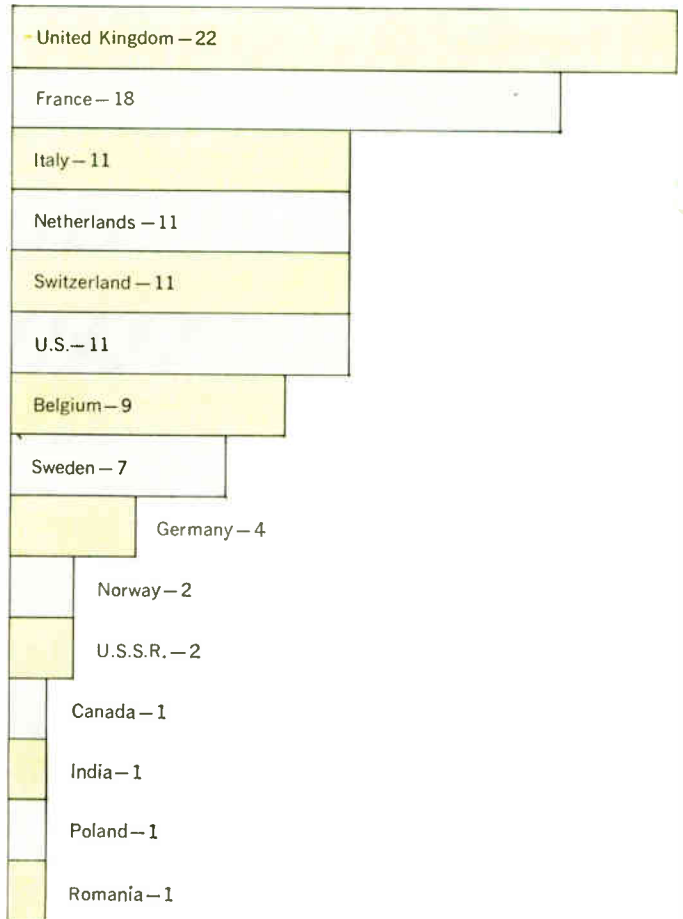 United Kingdom — 22
France — 18
Italy — 11
Netherlands — 11
Switzerland — 11
U.S. — 11
Belgium — 9
Sweden — 7
Germany — 4
Norway — 2
U.S.S.R. — 2
Canada — 1
India — 1
Poland — 1
Romania — 1